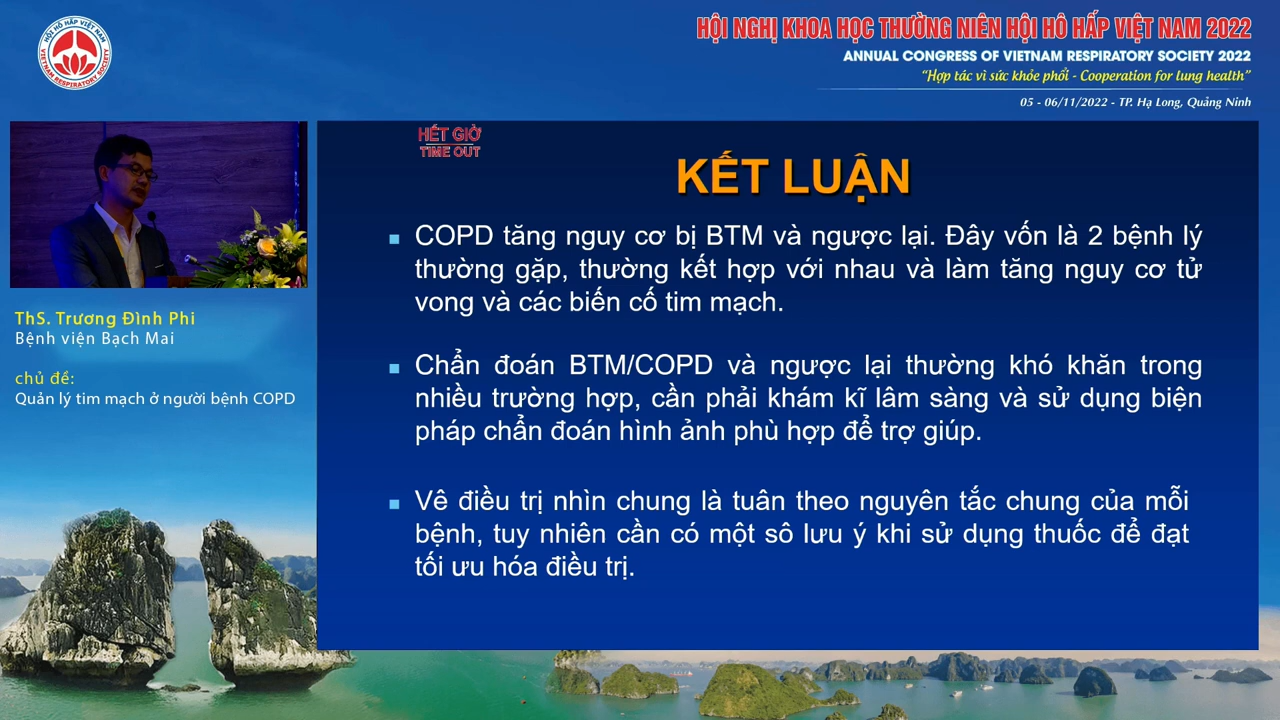 HỘI HÔ HẤP VIỆT NAM
VIETNAM RESPIRATORY SOCIETY
HỘI NGHỊ KHOA HỌC THƯỜNG NIÊN HỘI HÔ HẤP VIỆT NAM 2022
ANNUAL CONGRESS OF VIETNAM RESPIRATORY SOCIETY 2022
“Hợp tác vì sức khỏe phổi - Cooperation for lung health”
05 - 06/11/2022 - TP. Hạ Long, Quảng Ninh
ThS. Trương Đình Phi
Bệnh viện Bạch Mai
chủ đề:
Quản lý tim mạch ở người bệnh COPD
HẾT GIỜ
TIME OUT
KẾT LUẬN
COPD tăng nguy cơ bị BTM và ngược lại. Đây vốn là 2 bệnh lý
thường gặp, thường kết hợp với nhau và làm tăng nguy cơ tử
vong và các biến cố tim mạch.
Chẩn đoán BTM/COPD và ngược lại thường khó khăn trong
nhiều trường hợp, cần phải khám kĩ lâm sàng và sử dụng biện
pháp chẩn đoán hình ảnh phù hợp để trợ giúp.
Vê điều trị nhìn chung là tuân theo nguyên tắc chung của mỗi
bệnh, tuy nhiên cần có một sô lưu ý khi sử dụng thuốc để đạt
tối ưu hóa điều trị.